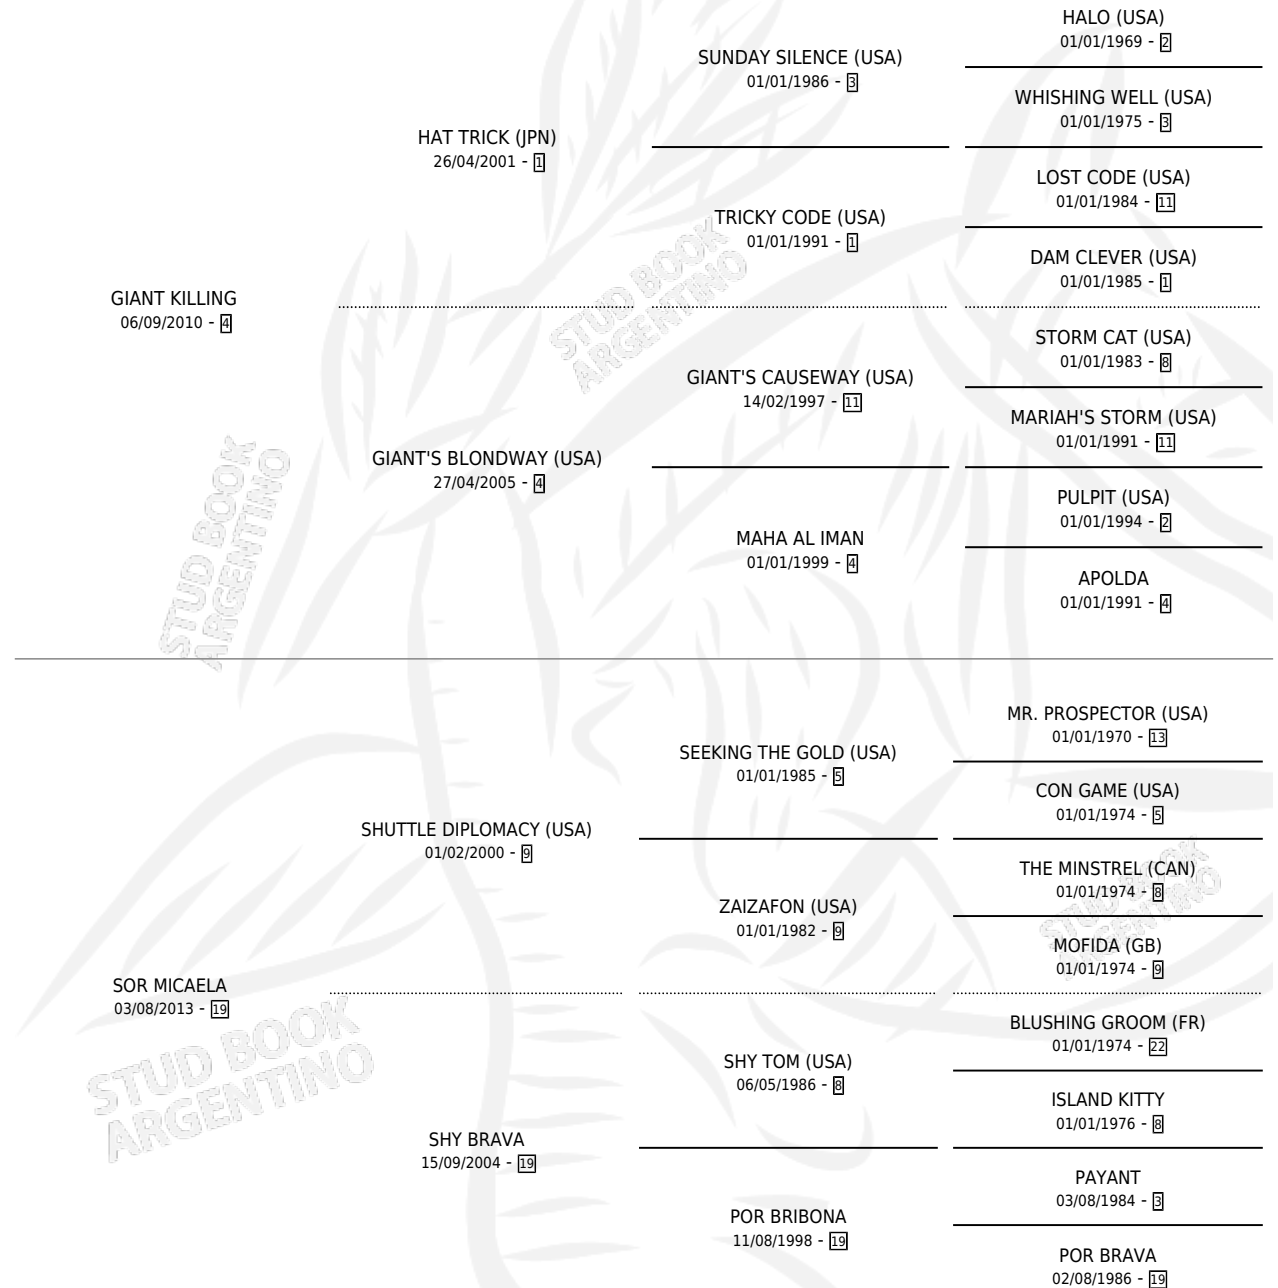 HALO (USA)
01/01/1969 - 2
SUNDAY SILENCE (USA)
01/01/1986 - 3
WHISHING WELL (USA)
01/01/1975 - 3
HAT TRICK (JPN)
26/04/2001 - 1
LOST CODE (USA)
01/01/1984 - 11
TRICKY CODE (USA)
01/01/1991 - 1
DAM CLEVER (USA)
01/01/1985 - 1
GIANT KILLING
06/09/2010 - 4
STUD BOOK
ARGENTINO
STORM CAT (USA)
01/01/1983 - 8
GIANT'S CAUSEWAY (USA)
14/02/1997 - 11
MARIAH'S STORM (USA)
01/01/1991 - 11
GIANT'S BLONDWAY (USA)
27/04/2005 - 4
PULPIT (USA)
01/01/1994 - 2
MAHA AL IMAN
01/01/1999 - 4
APOLDA
01/01/1991 - 4
STUD BOOK
ARGENTINO
MR. PROSPECTOR (USA)
01/01/1970 - 13
SEEKING THE GOLD (USA)
01/01/1985 - 5
CON GAME (USA)
01/01/1974 - 5
SHUTTLE DIPLOMACY (USA)
01/02/2000 - 9
THE MINSTREL (CAN)
01/01/1974 - 8
ZAIZAFON (USA)
01/01/1982 - 9
STUD BOOK
ARGENTINO
MOFIDA (GB)
01/01/1974 - 9
SOR MICAELA
03/08/2013 - 19
BLUSHING GROOM (FR)
01/01/1974 - 22
SHY TOM (USA)
06/05/1986 - 8
STUD BOOK
ARGENTINO
ISLAND KITTY
01/01/1976 - 8
SHY BRAVA
15/09/2004 - 19
PAYANT
03/08/1984 - 3
POR BRIBONA
11/08/1998 - 19
POR BRAVA
02/08/1986 - 19